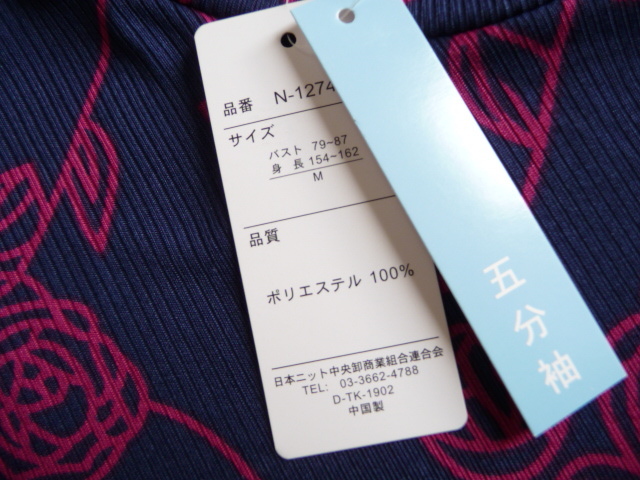 品番 N-1274
サイズ
バスト 79~87
身 長 154~162
M
品質
ポリエステル 100%
日本ニット中央卸商業組合連合会
TEL: 03-3662-4788
D-TK-1902
中国製
五分袖